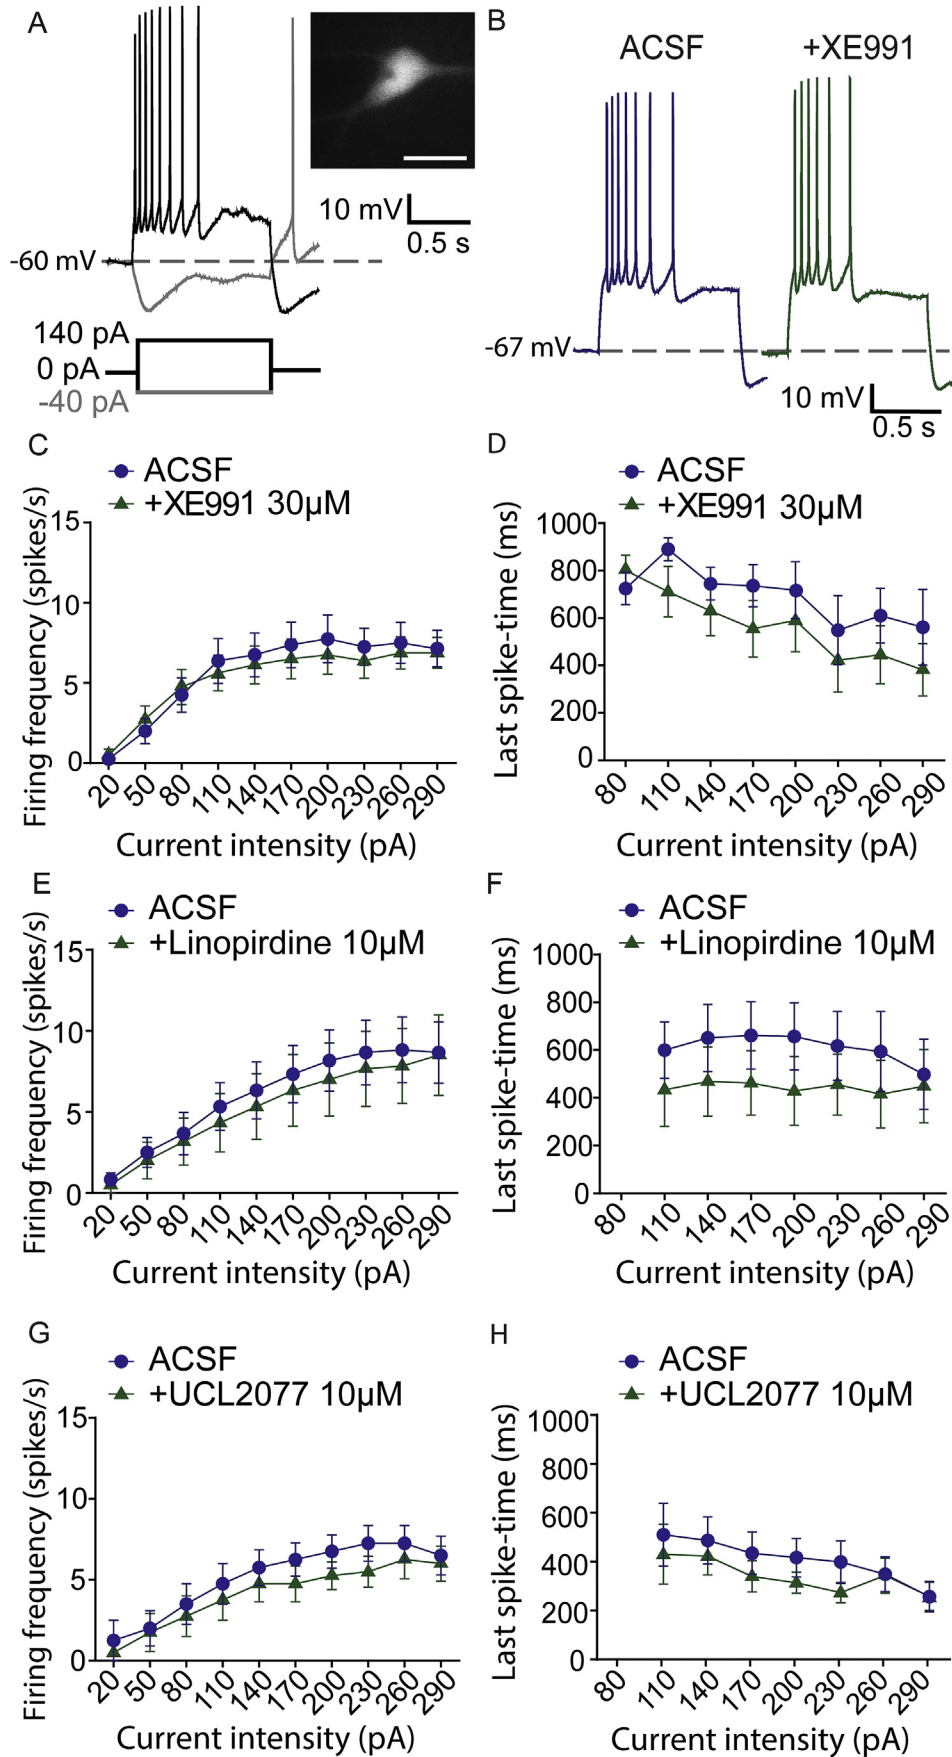 A
10 mV
0.5 s
-60 mV
140 pA
0 pA
-40 pA
B
ACSF +XE991
-67 mV
10 mV
0.5 s
C
ACSF
+XE991 30µM
Firing frequency (spikes/s)
15
10
5
0
20 50 80 110 140 170 200 230 260 290
Current intensity (pA)
D
ACSF
+XE991 30µM
Last spike-time (ms)
1000
800
600
400
200
0
80 110 140 170 200 230 260 290
Current intensity (pA)
E
ACSF
+Linopirdine 10µM
Firing frequency (spikes/s)
15
10
5
0
20 50 80 110 140 170 200 230 260 290
Current intensity (pA)
F
ACSF
+Linopirdine 10µM
Last spike-time (ms)
1000
800
600
400
200
0
80 110 140 170 200 230 260 290
Current intensity (pA)
G
ACSF
+UCL2077 10µM
Firing frequency (spikes/s)
15
10
5
0
20 50 80 110 140 170 200 230 260 290
Current intensity (pA)
H
ACSF
+UCL2077 10µM
Last spike-time (ms)
1000
800
600
400
200
0
80 110 140 170 200 230 260 290
Current intensity (pA)